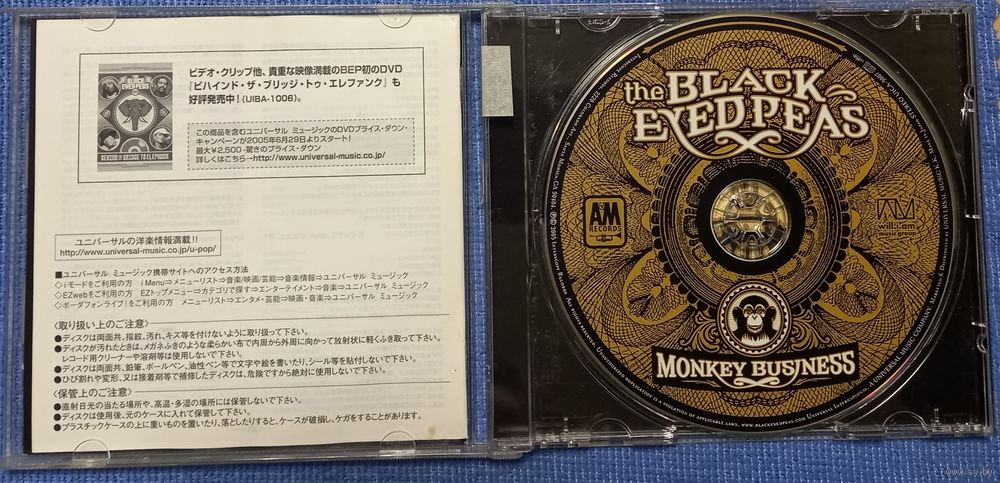 THE
BLACK
EYED PEAS
ビデオ・クリップ他、貴重な映像満載のBEP初のDVD
『ビハインド・ザ・ブリッジ・トゥ・エレファンク』も
好評発売中！(UIBA-1006)。
この商品を含むユニバーサル ミュージックのDVDプライス・ダウン・
キャンペーンが2005年6月29日よりスタート！
最大￥2,500-驚きのプライス・ダウン
詳しくはこちら→http://www.universal-music.co.jp/
ユニバーサルの洋楽情報満載!!
http://www.universal-music.co.jp/u-pop/
■ユニバーサル ミュージック携帯サイトへのアクセス方法
◇iモードをご利用の方 i Menu⇒メニューリスト⇒音楽/映画/芸能⇒音楽情報⇒ユニバーサル ミュージック
◇EZwebをご利用の方 EZトップメニュー⇒カテゴリで探す⇒エンターテイメント⇒音楽⇒ユニバーサル ミュージック
◇ボーダフォンライブ!をご利用の方 メニューリスト⇒エンタメ・芸能⇒映画・音楽⇒ユニバーサル ミュージック
〈取り扱い上のご注意〉
●ディスクは両面共、指紋、汚れ、キズ等を付けないように取り扱って下さい。
●ディスクが汚れたときは、メガネふきのような柔らかい布で内周から外周に向かって放射状に軽くふき取って下さい。
レコード用クリーナーや溶剤等は使用しないで下さい。
●ディスクは両面共、鉛筆、ボールペン、油性ペン等で文字や絵を書いたり、シール等を貼付しないで下さい。
●ひび割れや変形、又は接着剤等で補修したディスクは、危険ですから絶対に使用しないで下さい。
〈保管上のご注意〉
●直射日光の当たる場所や、高温・多湿の場所には保管しないで下さい。
●ディスクは使用後、元のケースに入れて保管して下さい。
●プラスチックケースの上に重いものを置いたり、落としたりすると、ケースが破損し、ケガをすることがあります。
the BLACK
EYED PEAS
A&M
RECORDS
will.i.am
music group
MONKEY BUSINESS
Unauthorized duplication is a violation of applicable laws. www.blackeyedpeas.com
www.ay.by